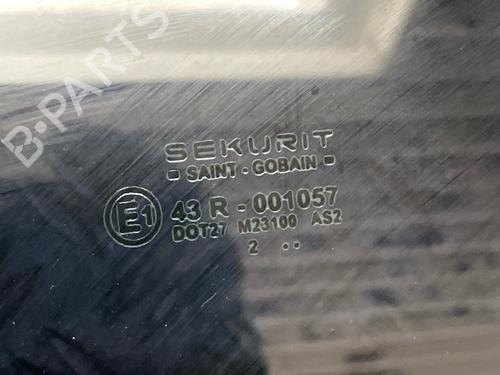 B-PARTS
SEKURIT
- SAINT - GOBAIN -
E1 43 R - 001057
DOT27 M23100 AS2
2 ..